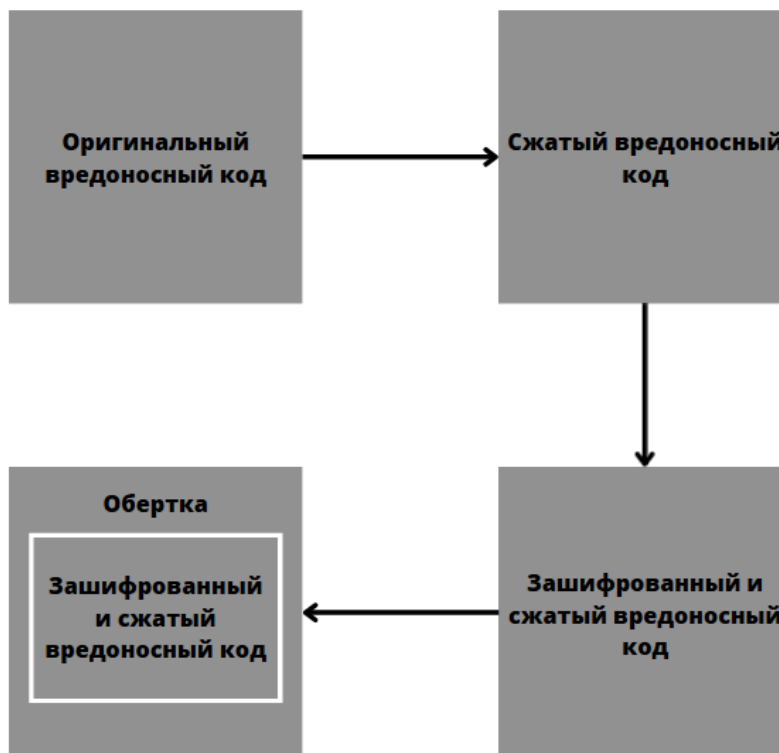 Оригинальный
вредоносный код
Сжатый вредоносный
код
Обертка
Зашифрованный
и сжатый
вредоносный код
Зашифрованный и
сжатый вредоносный
код